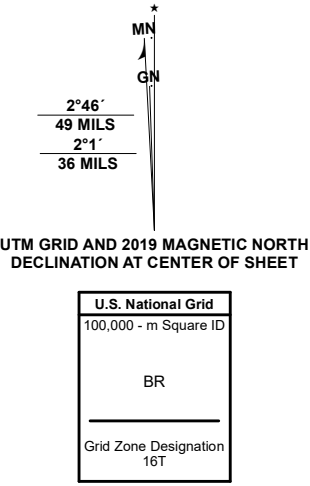 ★
MN
GN
2°46´
49 MILS
2°1´
36 MILS
UTM GRID AND 2019 MAGNETIC NORTH
DECLINATION AT CENTER OF SHEET
U.S. National Grid
100,000 - m Square ID
BR
Grid Zone Designation
16T